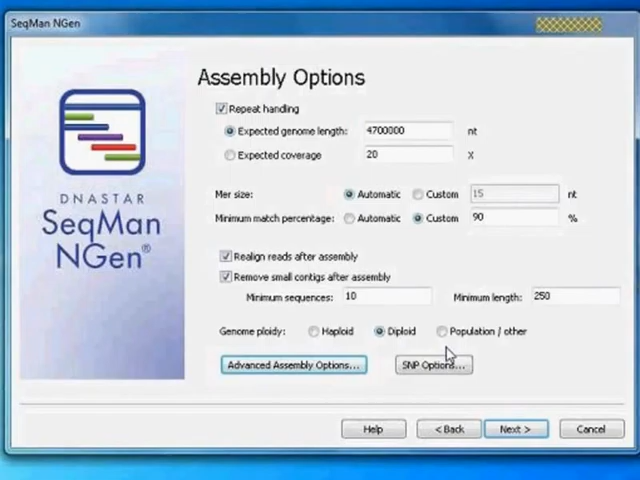 SeqMan NGen
Assembly Options
Repeat handling
Expected genome length: 4700000 nt
Expected coverage 20 X
DNASTAR
SeqMan
NGen®
Mer size: Automatic Custom 15 nt
Minimum match percentage: Automatic Custom 90 %
Realign reads after assembly
Remove small contigs after assembly
Minimum sequences: 10 Minimum length: 250
Genome ploidy: Haploid Diploid Population / other
Advanced Assembly Options... SNP Options...
Help < Back Next > Cancel